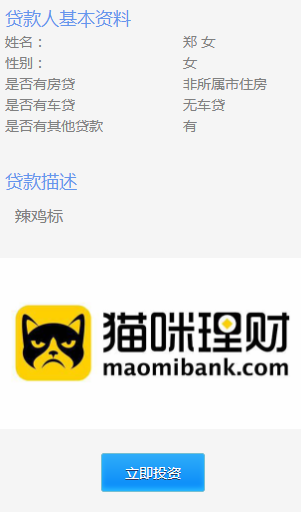 贷款人基本资料
姓名： 郑 女
性别： 女
是否有房贷 非所属市住房
是否有车贷 无车贷
是否有其他贷款 有
贷款描述
辣鸡标
猫咪理财
maomibank.com
立即投资